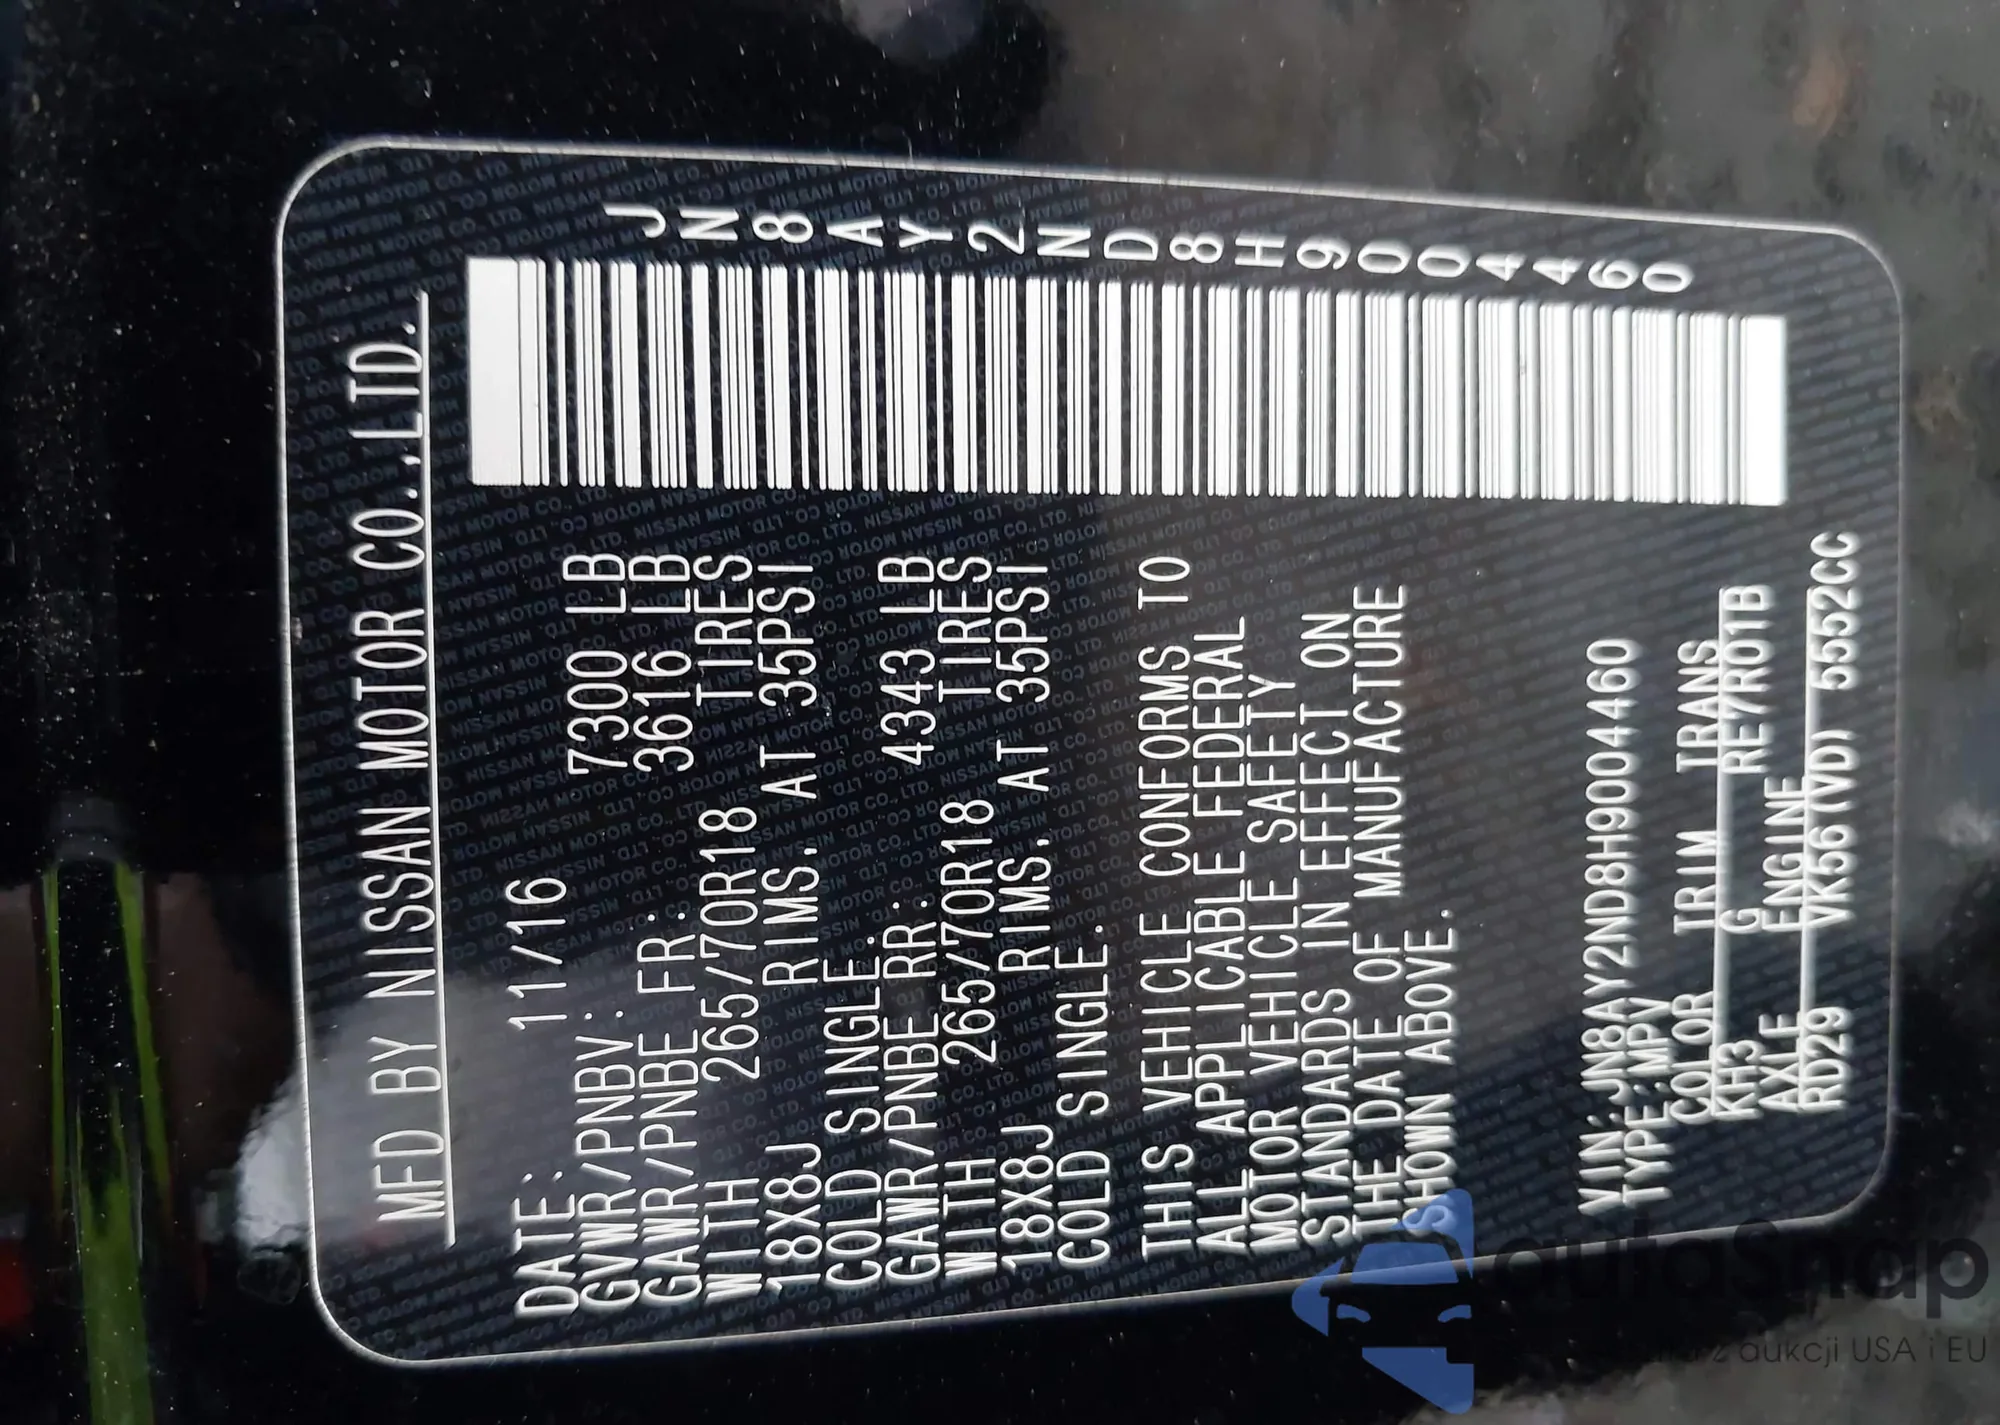 MFD BY NISSAN MOTOR CO.,LTD.
DATE: 11/16
GVWR/PNBV: 7300 LB
GAWR/PNBE FR: 3616 LB
WITH 265/70R18 TIRES
18X8J RIMS, AT 35PSI
COLD SINGLE.
GAWR/PNBE RR: 4343 LB
WITH 265/70R18 TIRES
18X8J RIMS, AT 35PSI
COLD SINGLE.
THIS VEHICLE CONFORMS TO
ALL APPLICABLE FEDERAL
MOTOR VEHICLE SAFETY
STANDARDS IN EFFECT ON
THE DATE OF MANUFACTURE
SHOWN ABOVE.
JN8AY2ND8H9004460
VIN:JN8AY2ND8H9004460
TYPE:MPV
COLOR TRIM TRANS
KH3 G RE7R01B
AXLE ENGINE
RD29 VK56(VD) 5552CC
autoSnap
z aukcji USA i EU